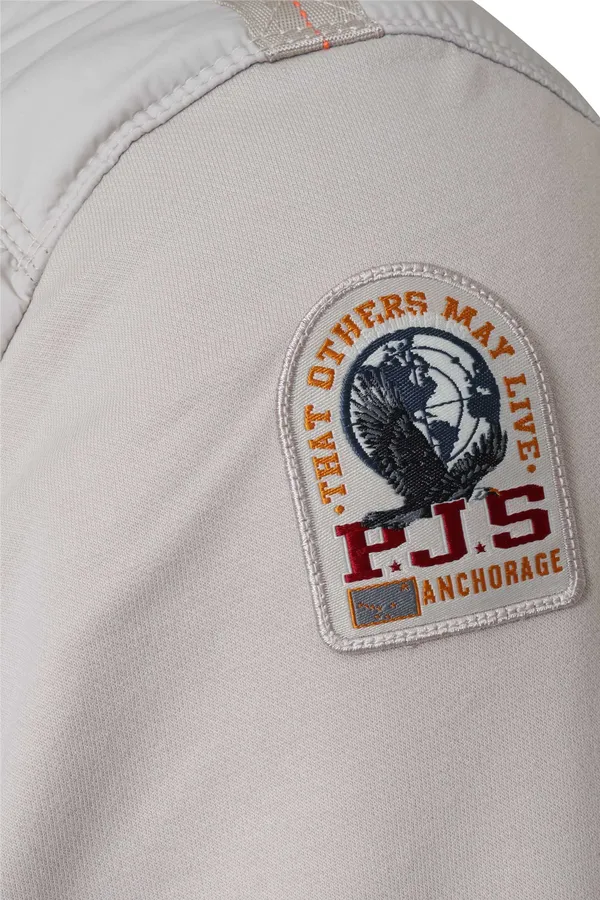 ·THAT OTHERS MAY LIVE·
P.J.S
ANCHORAGE